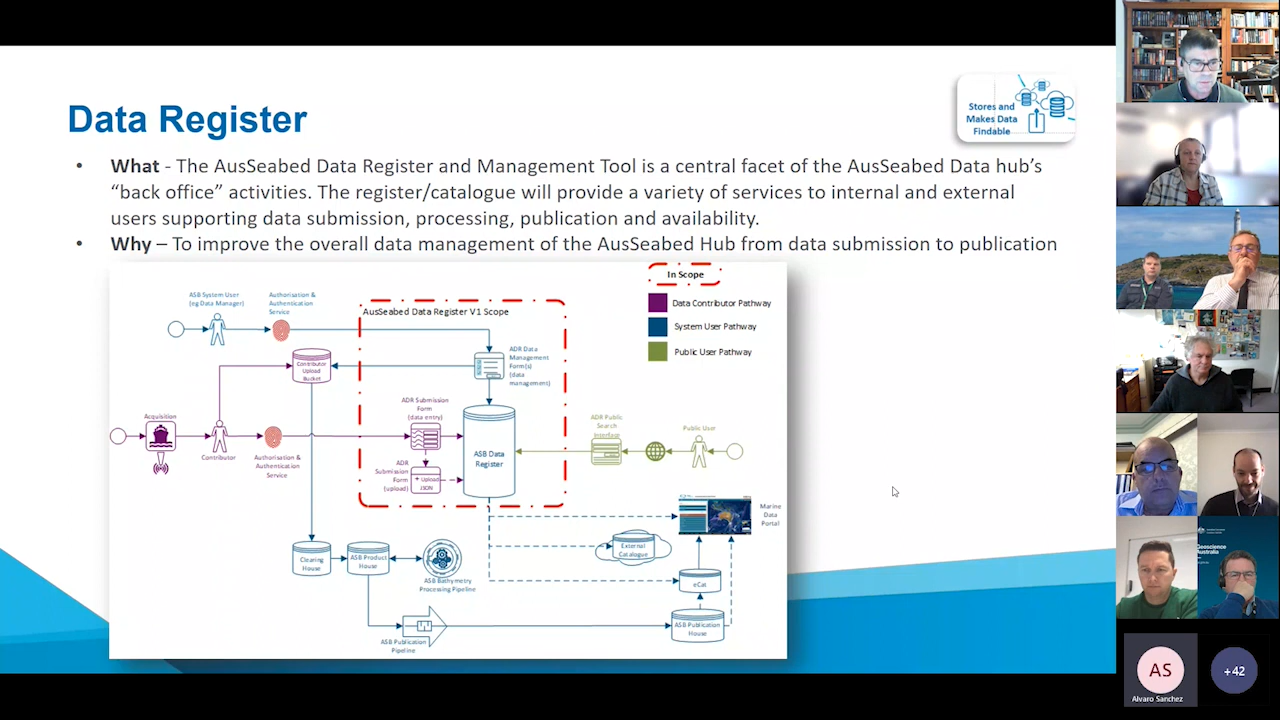 Data Register
Stores and
Makes Data
Findable
• What - The AusSeabed Data Register and Management Tool is a central facet of the AusSeabed Data hub's
"back office" activities. The register/catalogue will provide a variety of services to internal and external
users supporting data submission, processing, publication and availability.
• Why – To improve the overall data management of the AusSeabed Hub from data submission to publication
In Scope
Data Contributor Pathway
System User Pathway
Public User Pathway
ASB System User
(eg Data Manager)
Authorisation &
Authentication
Service
AusSeabed Data Register V1 Scope
Contributor
Upload
Bucket
ADR Data
Management
Form(s)
(data
management)
Acquisition
Contributor
Authorisation &
Authentication
Service
ADR Submission
Form
(data entry)
ADR
Submission
Form
(upload)
+ Upload
JSON
ASB Data
Register
ADR Public
Search
Interface
Public User
Marine
Data
Portal
External
Catalogue
eCat
Clearing
House
ASB Product
House
ASB Bathymetry
Processing Pipeline
ASB Publication
Pipeline
ASB Publication
House
Geoscience
Australia
AS
Alvaro Sanchez
+42